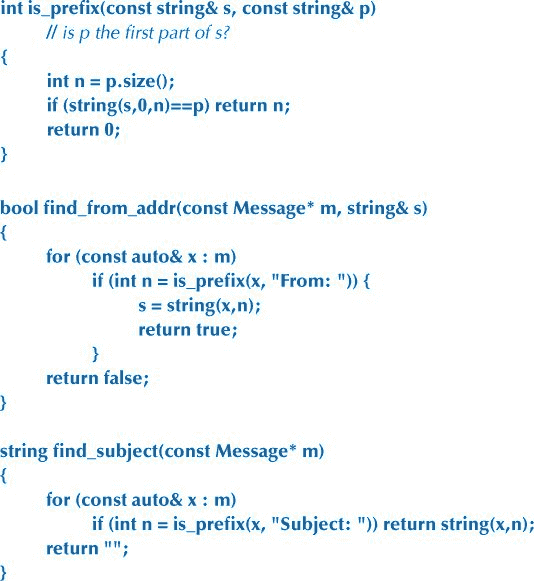 int is_prefix(const string& s, const string& p)
// is p the first part of s?
{
int n = p.size();
if (string(s,0,n)==p) return n;
return 0;
}
bool find_from_addr(const Message* m, string& s)
{
for (const auto& x : m)
if (int n = is_prefix(x, "From: ")) {
s = string(x,n);
return true;
}
return false;
}
string find_subject(const Message* m)
{
for (const auto& x : m)
if (int n = is_prefix(x, "Subject: ")) return string(x,n);
return "";
}